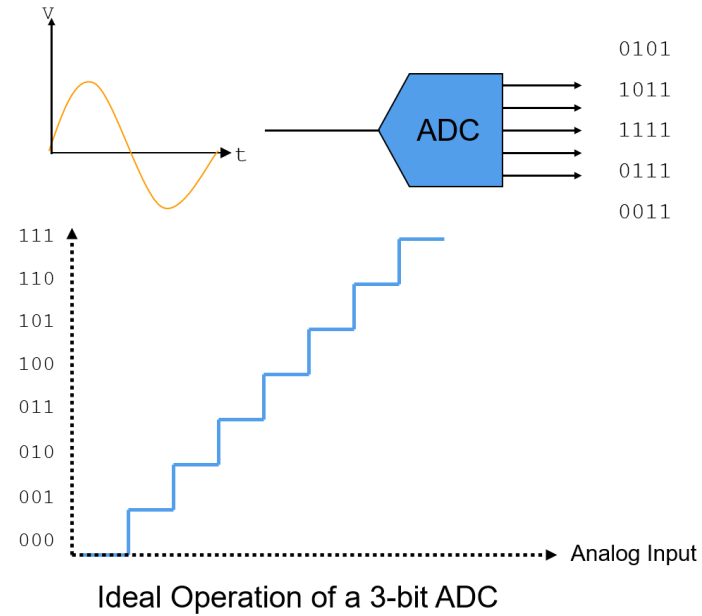 V
t
ADC
0101
1011
1111
0111
0011
111
110
101
100
011
010
001
000
Analog Input
Ideal Operation of a 3-bit ADC